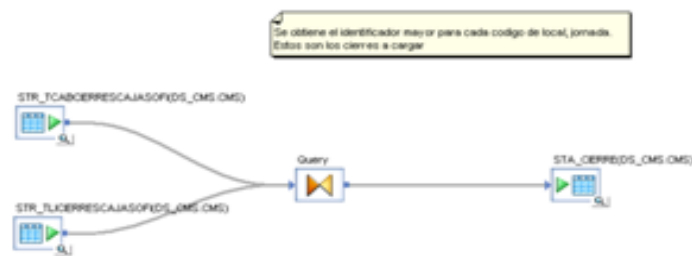 Se obtiene el identificador mayor para cada codigo de local, jornada.
Estos son los cierres a cargar
STR_TCABCIERRESCAJASOFI(DS_CMS.CMS)
Query
STA_CIERRE(DS_CMS.CMS)
STR_TLICIERRESCAJASOFI(DS_CMS.CMS)